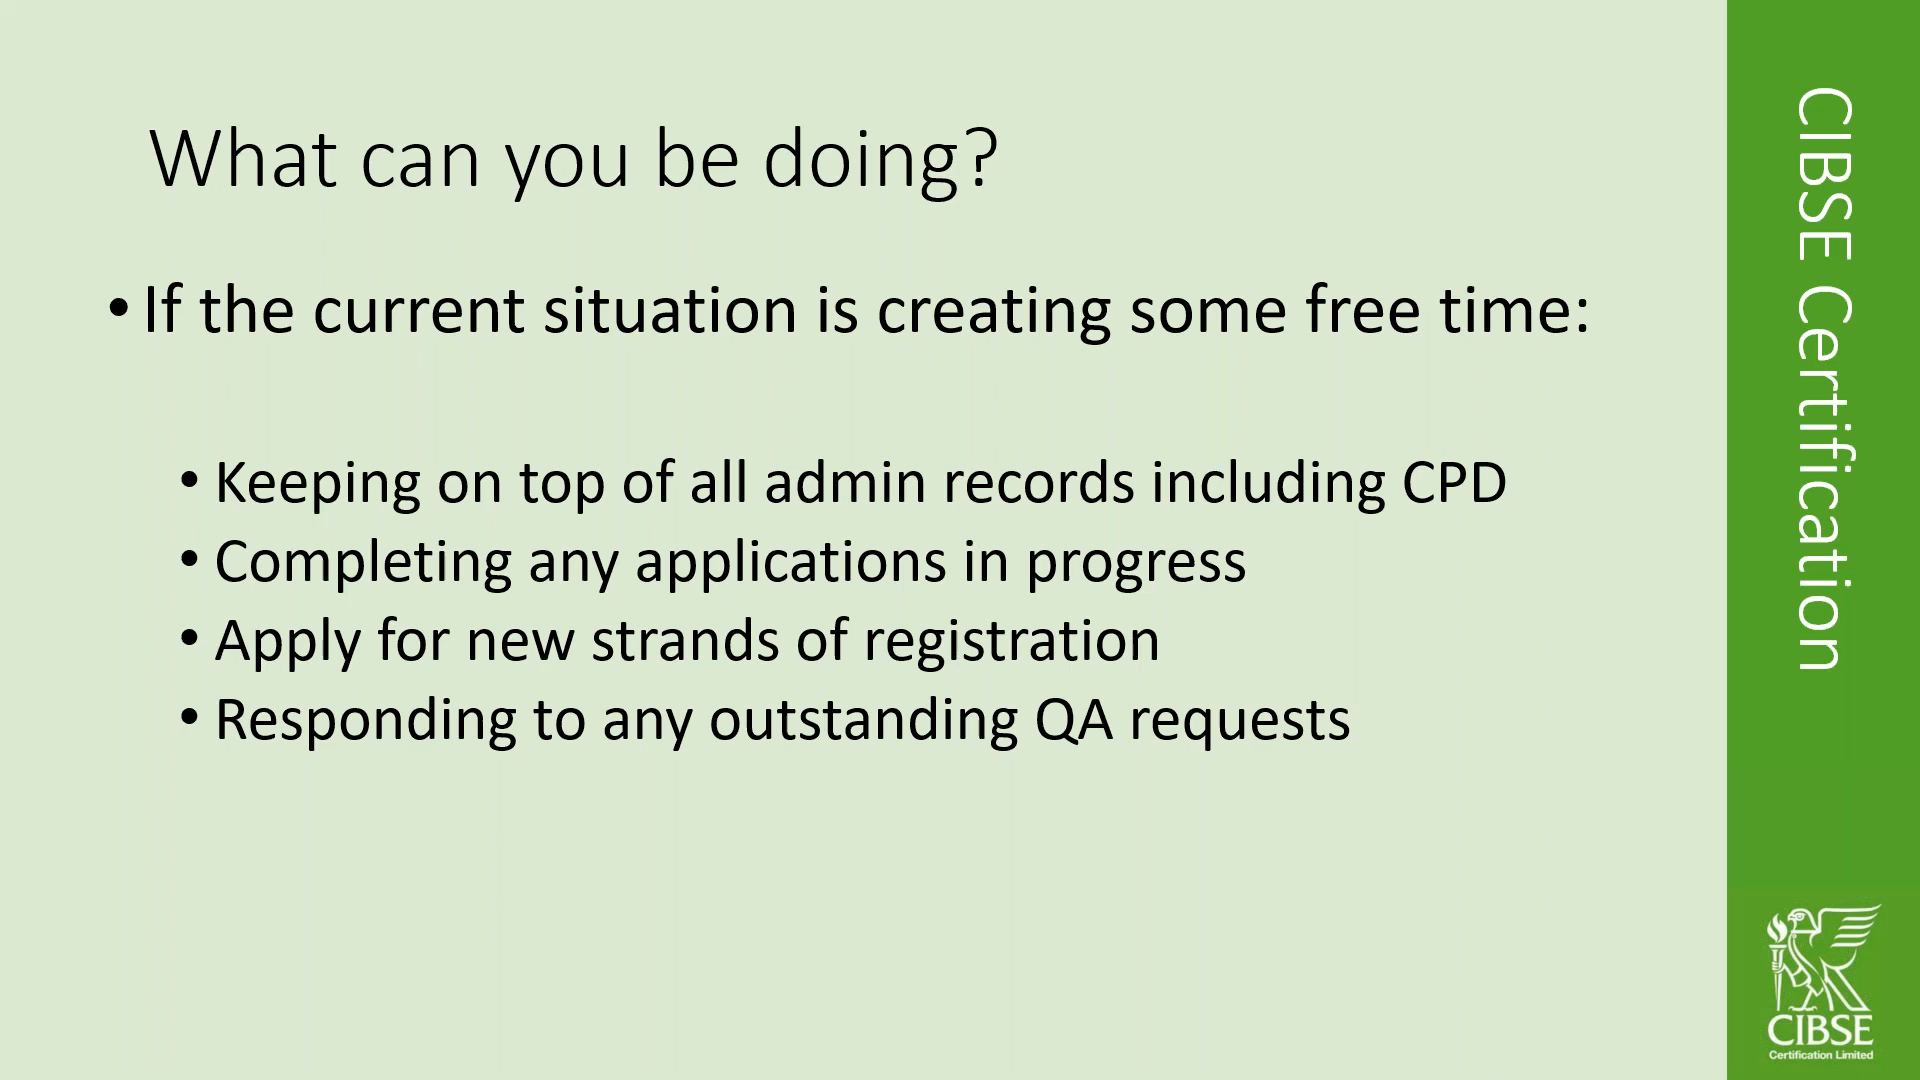 What can you be doing?
• If the current situation is creating some free time:
• Keeping on top of all admin records including CPD
• Completing any applications in progress
• Apply for new strands of registration
• Responding to any outstanding QA requests
CIBSE Certification
CIBSE
Certification Limited